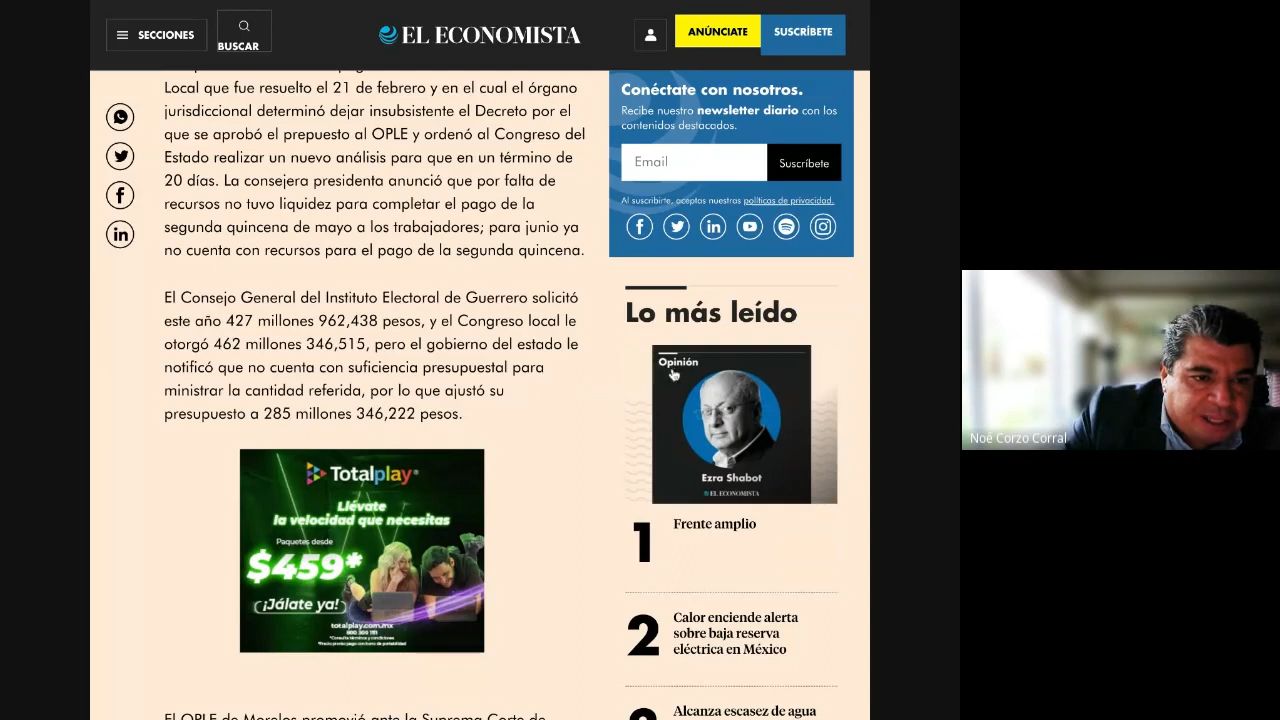 SECCIONES
BUSCAR
EL ECONOMISTA
ANÚNCIATE
SUSCRÍBETE
Local que fue resuelto el 21 de febrero y en el cual el órgano
jurisdiccional determinó dejar insubsistente el Decreto por el
que se aprobó el prepuesto al OPLE y ordenó al Congreso del
Estado realizar un nuevo análisis para que en un término de
20 días. La consejera presidenta anunció que por falta de
recursos no tuvo liquidez para completar el pago de la
segunda quincena de mayo a los trabajadores; para junio ya
no cuenta con recursos para el pago de la segunda quincena.
El Consejo General del Instituto Electoral de Guerrero solicitó
este año 427 millones 962,438 pesos, y el Congreso local le
otorgó 462 millones 346,515, pero el gobierno del estado le
notificó que no cuenta con suficiencia presupuestal para
ministrar la cantidad referida, por lo que ajustó su
presupuesto a 285 millones 346,222 pesos.
Totalplay
Llévate
la velocidad que necesitas
Paquetes desde
$459*
¡Jálate ya!
totalplay.com.mx
El OPLE de Morelos promovió ante la Suprema Corte de
Conéctate con nosotros.
Recibe nuestro newsletter diario con los
contenidos destacados.
Email
Suscríbete
Al suscribirte, aceptas nuestras políticas de privacidad.
Lo más leído
Opinión
Ezra Shabot
EL ECONOMISTA
1 Frente amplio
2 Calor enciende alerta
sobre baja reserva
eléctrica en México
Alcanza escasez de agua
Noé Corzo Corral